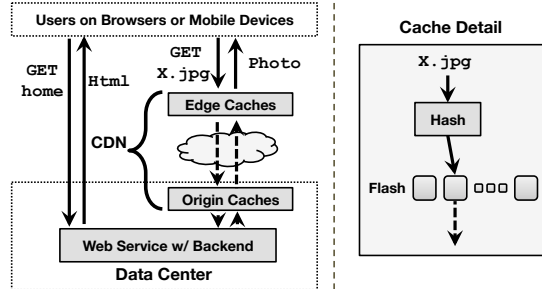 Users on Browsers or Mobile Devices
GET
home
Html
GET
X.jpg
Photo
CDN
Edge Caches
Origin Caches
Web Service w/ Backend
Data Center
Cache Detail
X.jpg
Hash
Flash